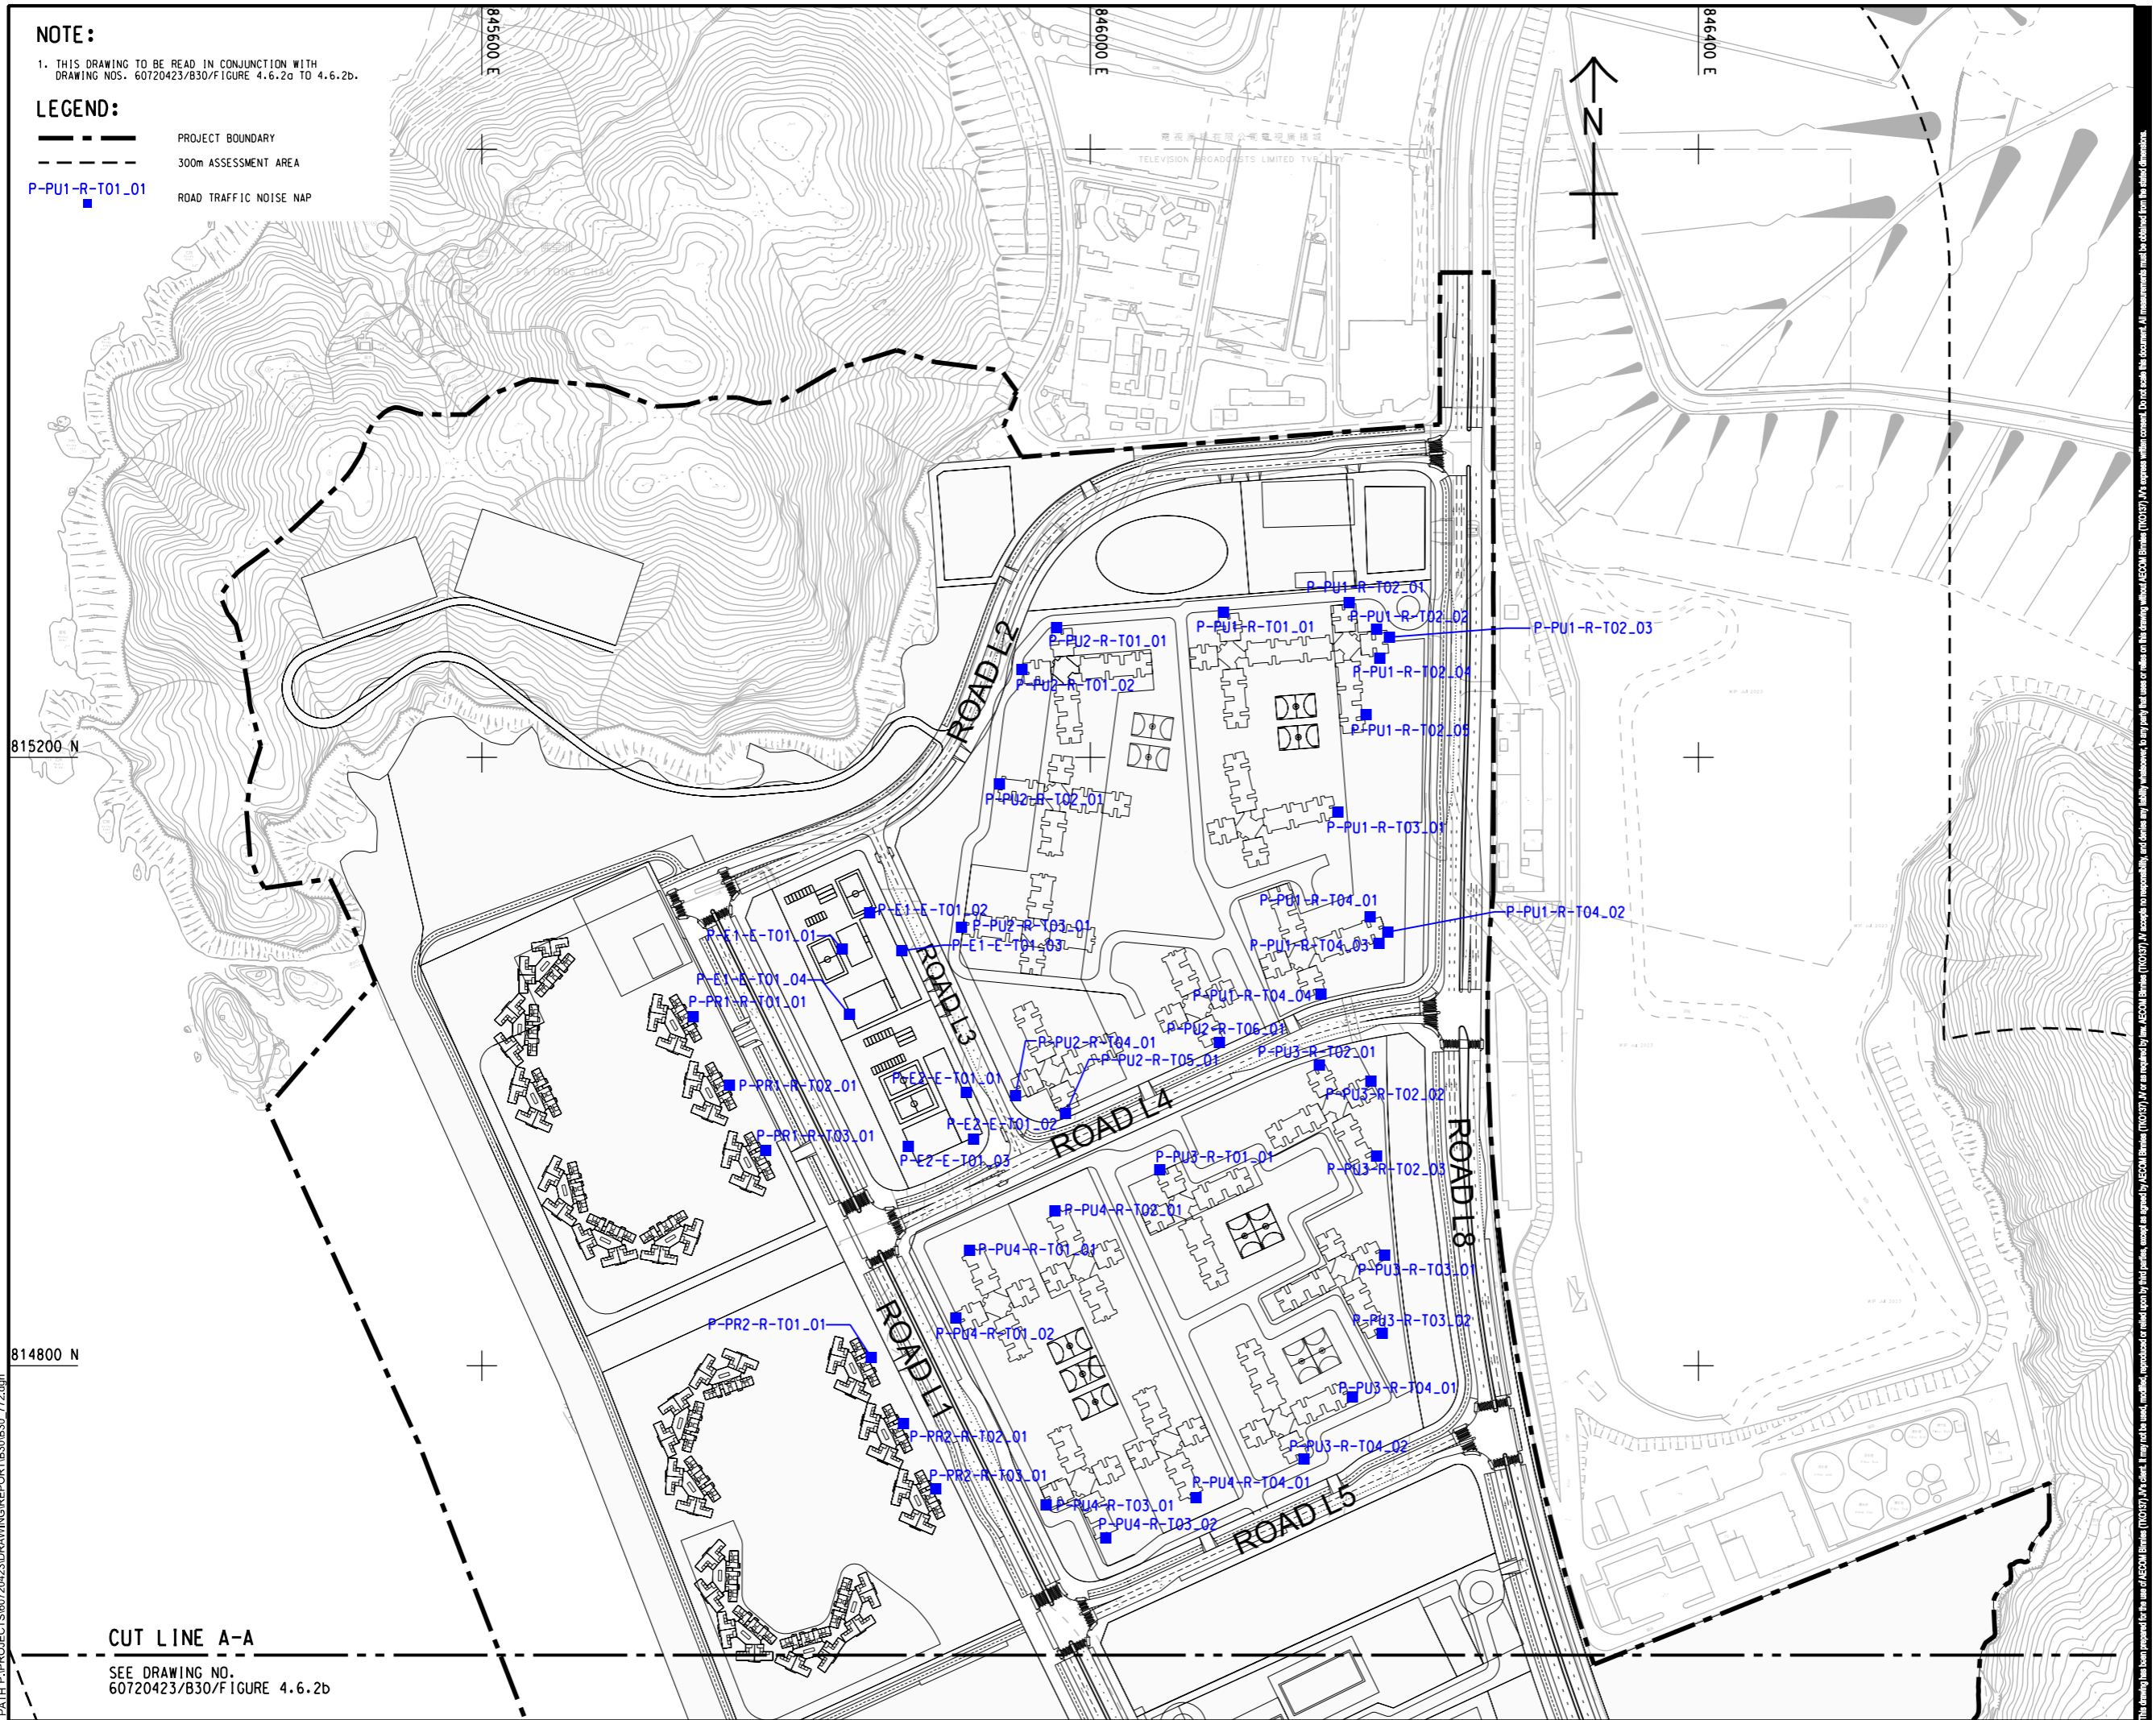 NOTE:
1. THIS DRAWING TO BE READ IN CONJUNCTION WITH
DRAWING NOS. 60720423/B30/FIGURE 4.6.2a TO 4.6.2b.
LEGEND:
PROJECT BOUNDARY
300m ASSESSMENT AREA
P-PU1-R-T01_01
ROAD TRAFFIC NOISE NAP
845600 E
846000 E
846400 E
N
TELEVISION BROADCASTS LIMITED TVB CITY
FAT TONG CHAU
P-PU1-R-T02_01
P-PU1-R-T01_01
P-PU1-R-T02_02
P-PU1-R-T02_03
P-PU2-R-T01_01
P-PU1-R-T02_04
P-PU2-R-T01_02
P-PU1-R-T02_05
ROAD L2
815200 N
P-PU2-R-T02_01
P-PU1-R-T03_01
P-PU1-R-T04_01
P-E1-E-T01_02
P-PU1-R-T04_02
P-PU2-R-T03_01
P-E1-E-T01_01
P-E1-E-T01_03
P-PU1-R-T04_03
P-E1-E-T01_04
ROAD L3
P-PU1-R-T04_04
P-PR1-R-T01_01
P-PU2-R-T06_01
P-PU2-R-T04_01
P-PU3-R-T02_01
P-PU2-R-T05_01
P-E2-E-T01_01
P-PR1-R-T02_01
P-PU3-R-T02_02
P-E2-E-T01_02
ROAD L4
P-PR1-R-T03_01
P-E2-E-T01_03
P-PU3-R-T01_01
P-PU3-R-T02_03
ROAD L8
P-PU4-R-T02_01
P-PU4-R-T01_01
P-PU3-R-T03_01
P-PR2-R-T01_01
P-PU4-R-T01_02
P-PU3-R-T03_02
ROAD L1
814800 N
P-PU3-R-T04_01
P-PR2-R-T02_01
P-PU3-R-T04_02
P-PR2-R-T03_01
P-PU4-R-T04_01
P-PU4-R-T03_01
P-PU4-R-T03_02
ROAD L5
CUT LINE A-A
SEE DRAWING NO.
60720423/B30/FIGURE 4.6.2b